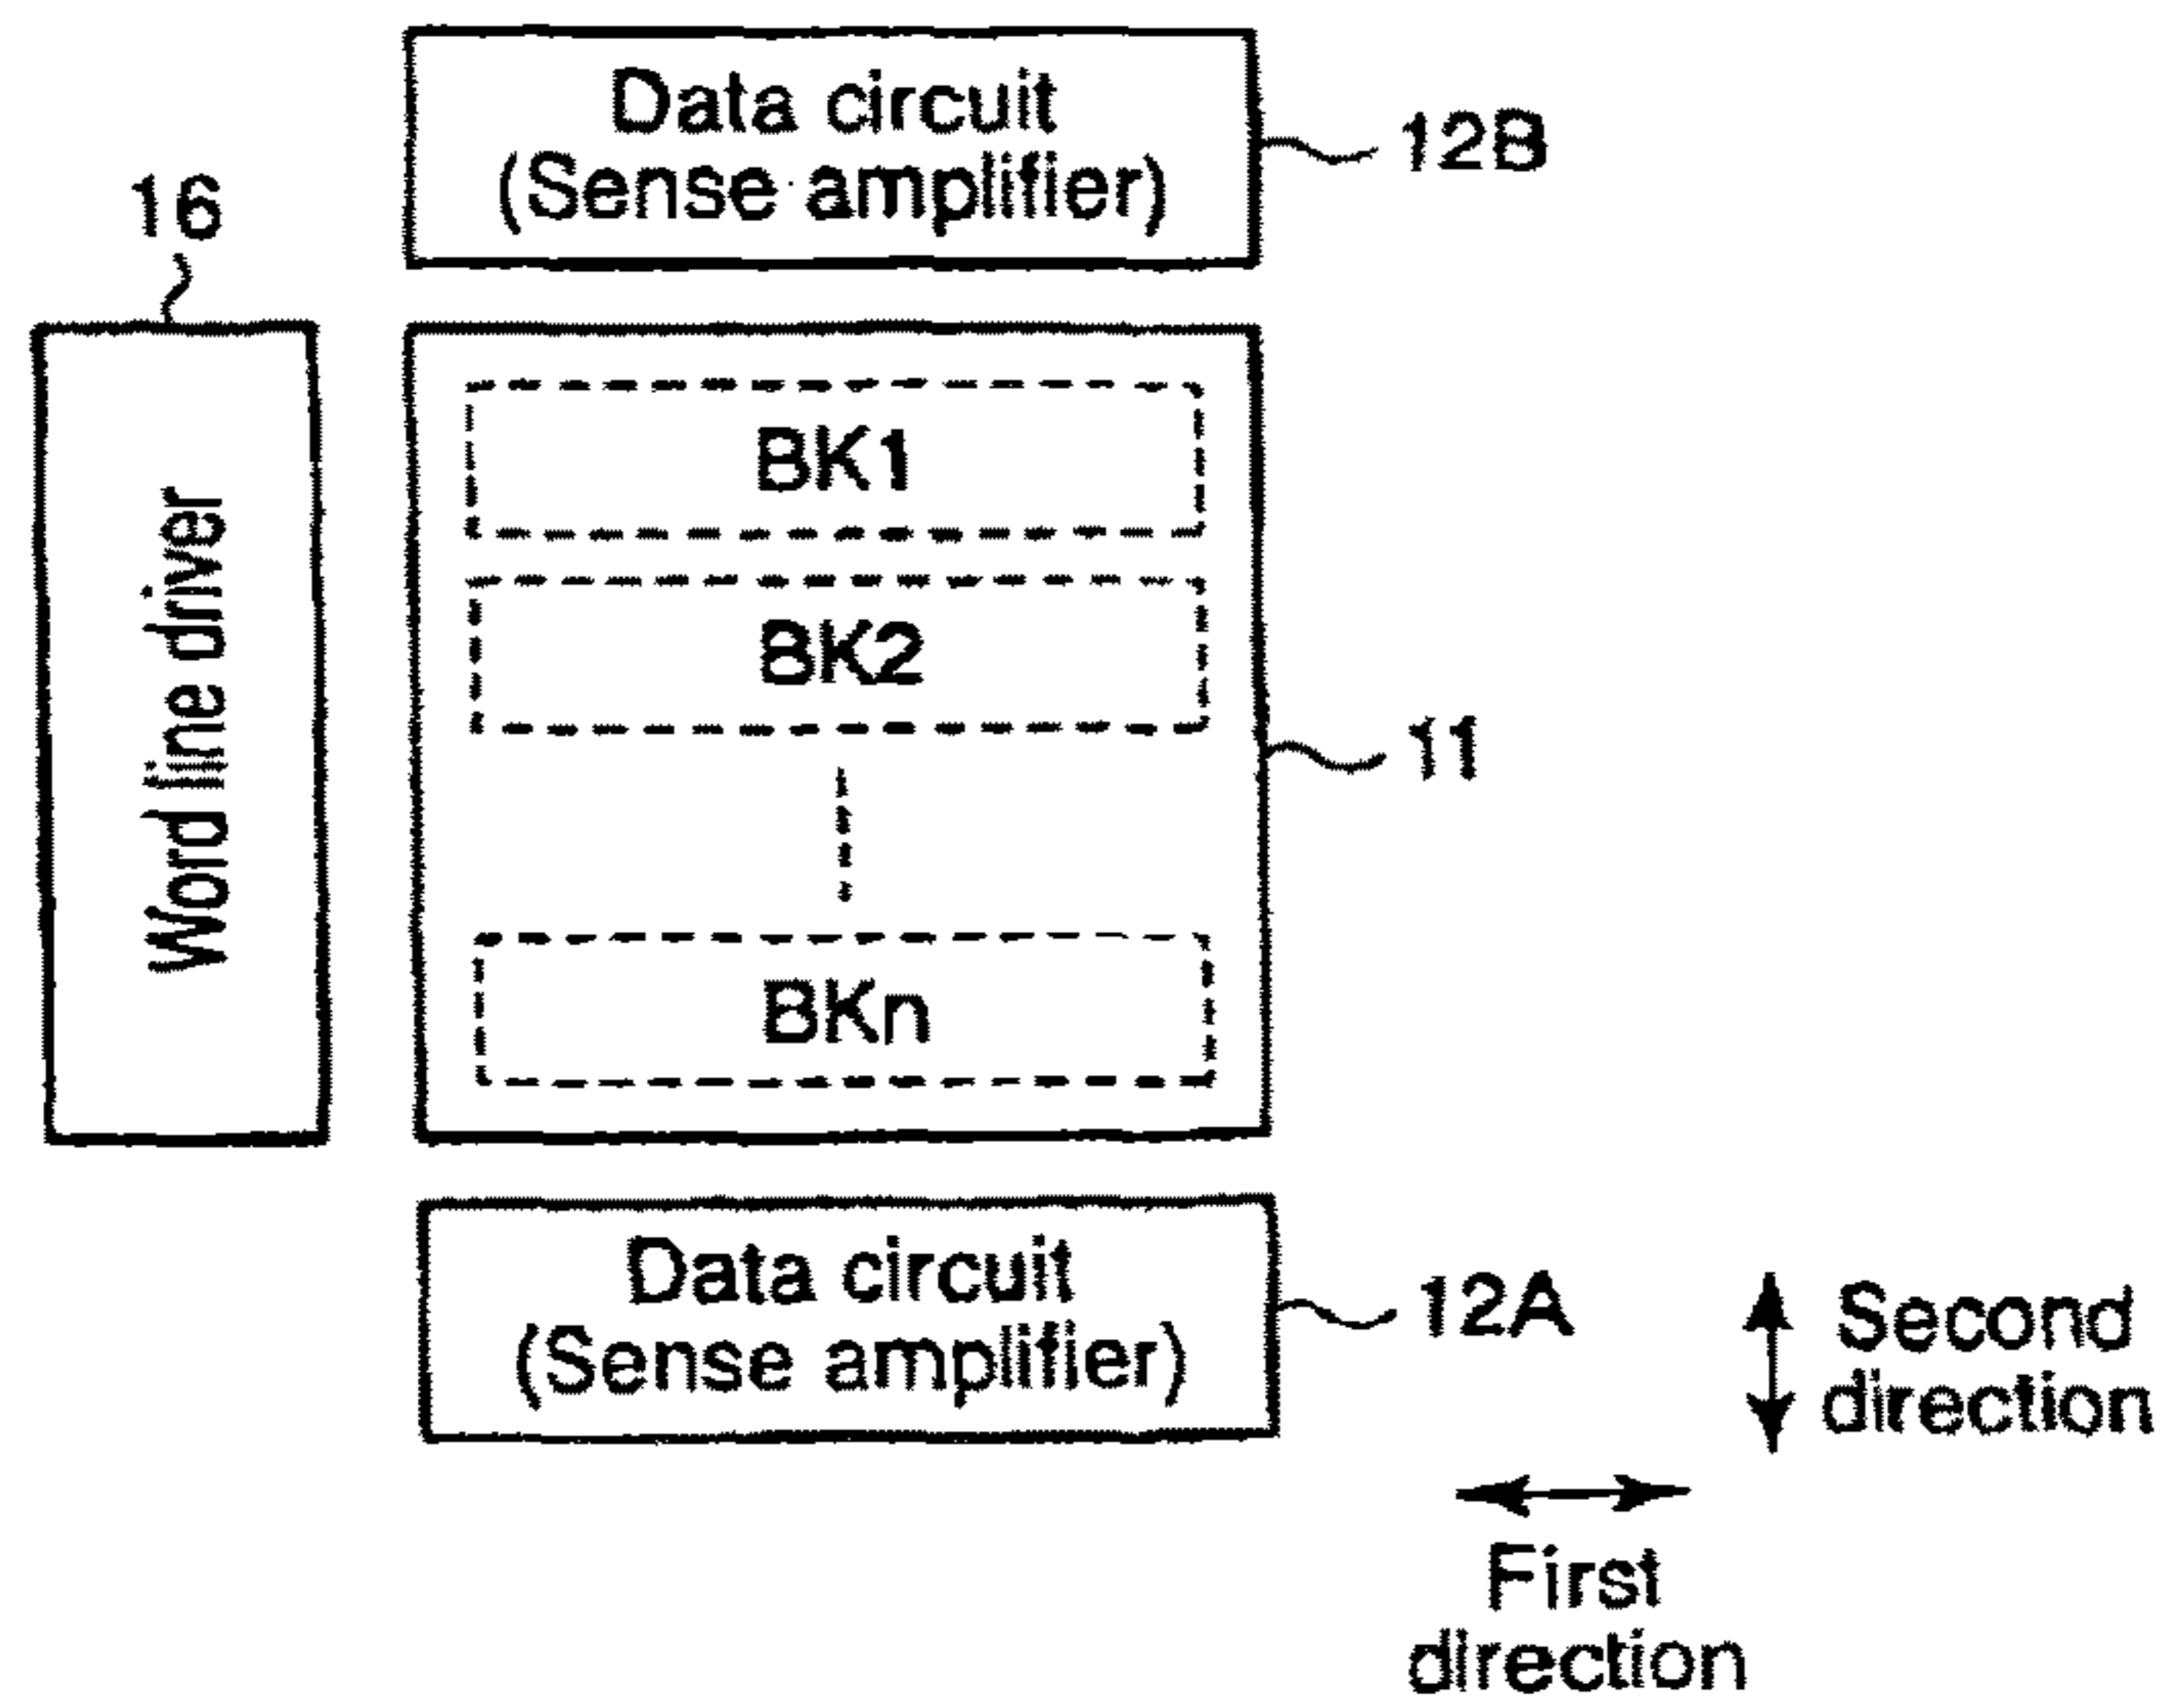 Data circuit
(Sense amplifier)
12B
16
Word line driver
BK1
BK2
11
BKn
Data circuit
(Sense amplifier)
12A
Second
direction
First
direction